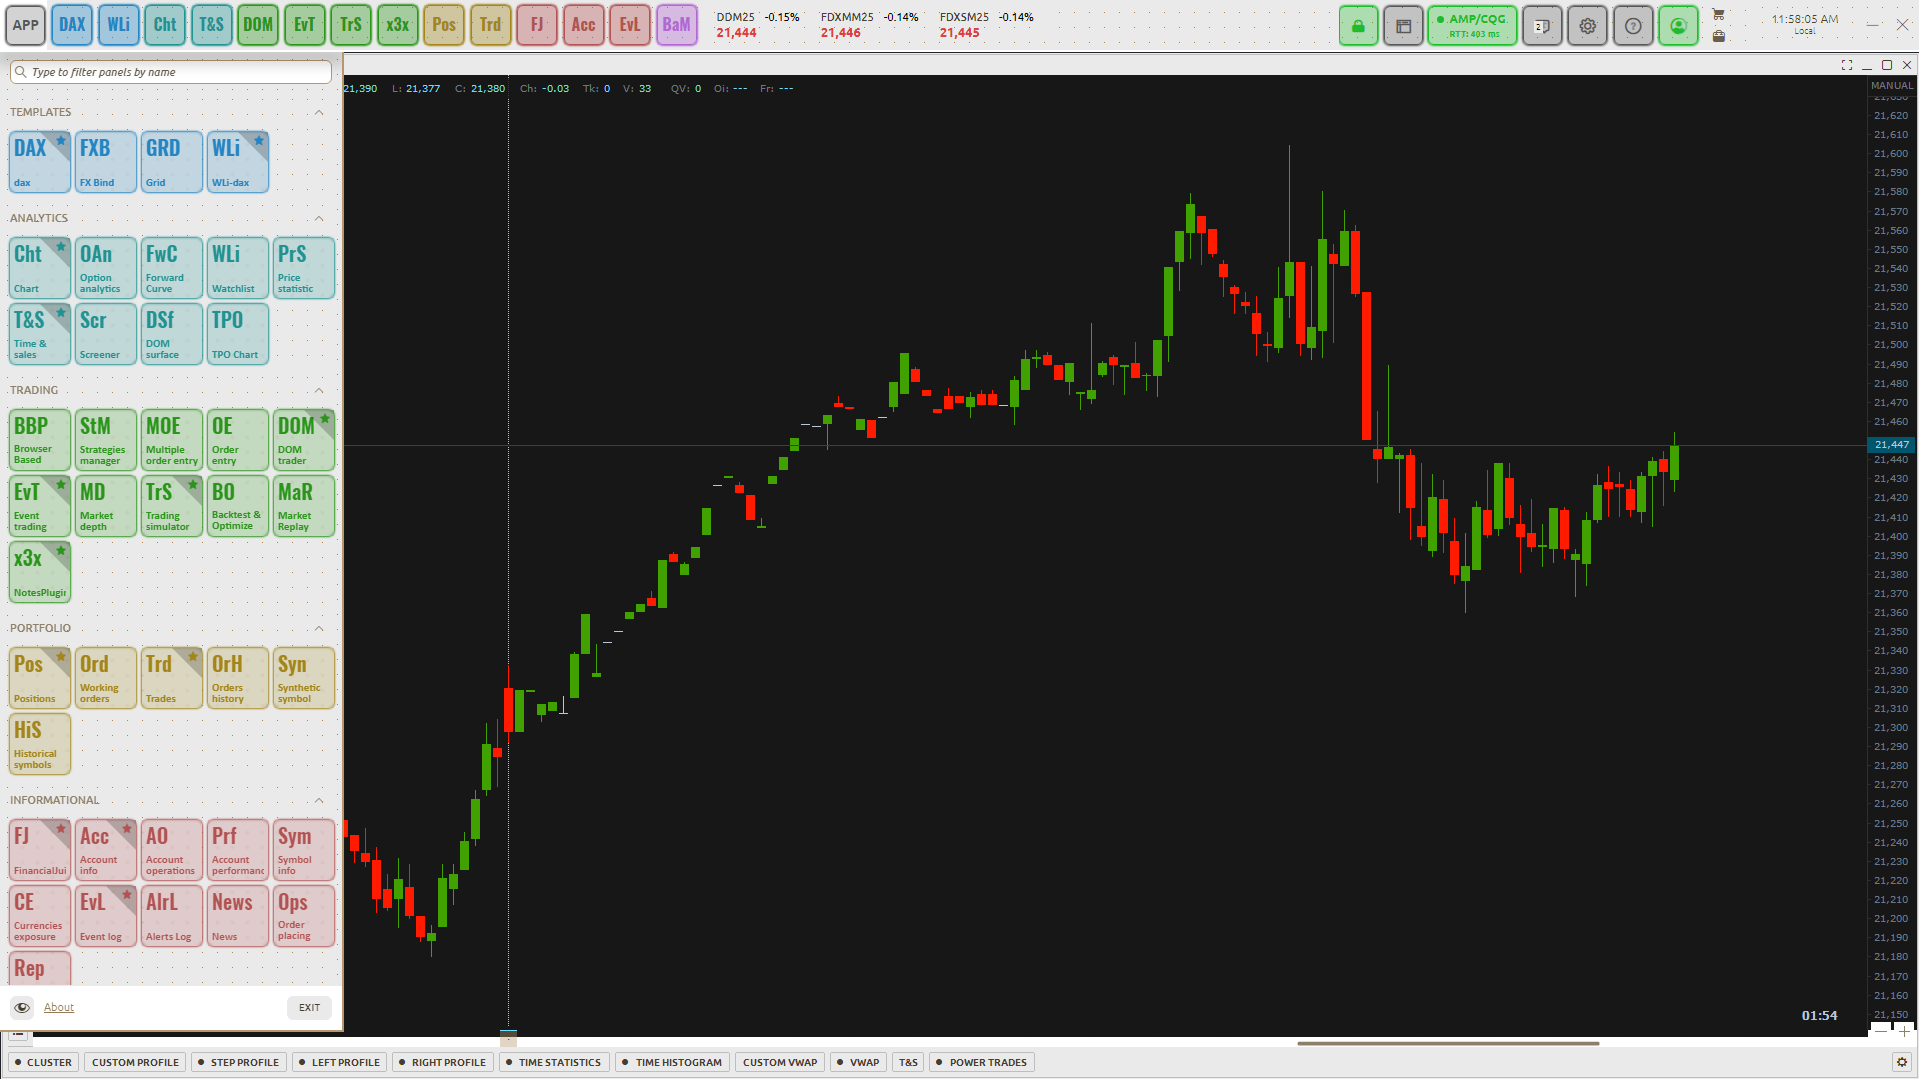 APP DAX WLi Cht T&S DOM EvT TrS x3x Pos Trd FJ Acc EvL BaM
DDM25 -0.15%
21,444
FDXMM25 -0.14%
21,446
FDXSM25 -0.14%
21,445
AMP/CQG
RTT: 403 ms
2
?
11:58:05 AM
Local
Type to filter panels by name
TEMPLATES
DAX
dax
FXB
FX Bind
GRD
Grid
WLi
WLi-dax
ANALYTICS
Cht
Chart
OAn
Option
analytics
FwC
Forward
Curve
WLi
Watchlist
PrS
Price
statistic
T&S
Time &
sales
Scr
Screener
DSf
DOM
surface
TPO
TPO Chart
TRADING
BBP
Browser
Based
StM
Strategies
manager
MOE
Multiple
order entry
OE
Order
entry
DOM
DOM
trader
EvT
Event
trading
MD
Market
depth
TrS
Trading
simulator
BO
Backtest &
Optimize
MaR
Market
Replay
x3x
NotesPlugin
PORTFOLIO
Pos
Positions
Ord
Working
orders
Trd
Trades
OrH
Orders
history
Syn
Synthetic
symbol
HiS
Historical
symbols
INFORMATIONAL
FJ
FinancialJui
Acc
Account
info
AO
Account
operations
Prf
Account
performanc
Sym
Symbol
info
CE
Currencies
exposure
EvL
Event log
AlrL
Alerts Log
News
News
Ops
Order
placing
Rep
About
EXIT
21,390 L: 21,377 C: 21,380 Ch: -0.03 Tk: 0 V: 33 QV: 0 Oi: --- Fr: ---
MANUAL
21,620
21,610
21,600
21,590
21,580
21,570
21,560
21,550
21,540
21,530
21,520
21,510
21,500
21,490
21,480
21,470
21,460
21,447
21,440
21,430
21,420
21,410
21,400
21,390
21,380
21,370
21,360
21,350
21,340
21,330
21,320
21,310
21,300
21,290
21,280
21,270
21,260
21,250
21,240
21,230
21,220
21,210
21,200
21,190
21,180
21,170
21,160
21,150
01:54
CLUSTER CUSTOM PROFILE STEP PROFILE LEFT PROFILE RIGHT PROFILE TIME STATISTICS TIME HISTOGRAM CUSTOM VWAP VWAP T&S POWER TRADES